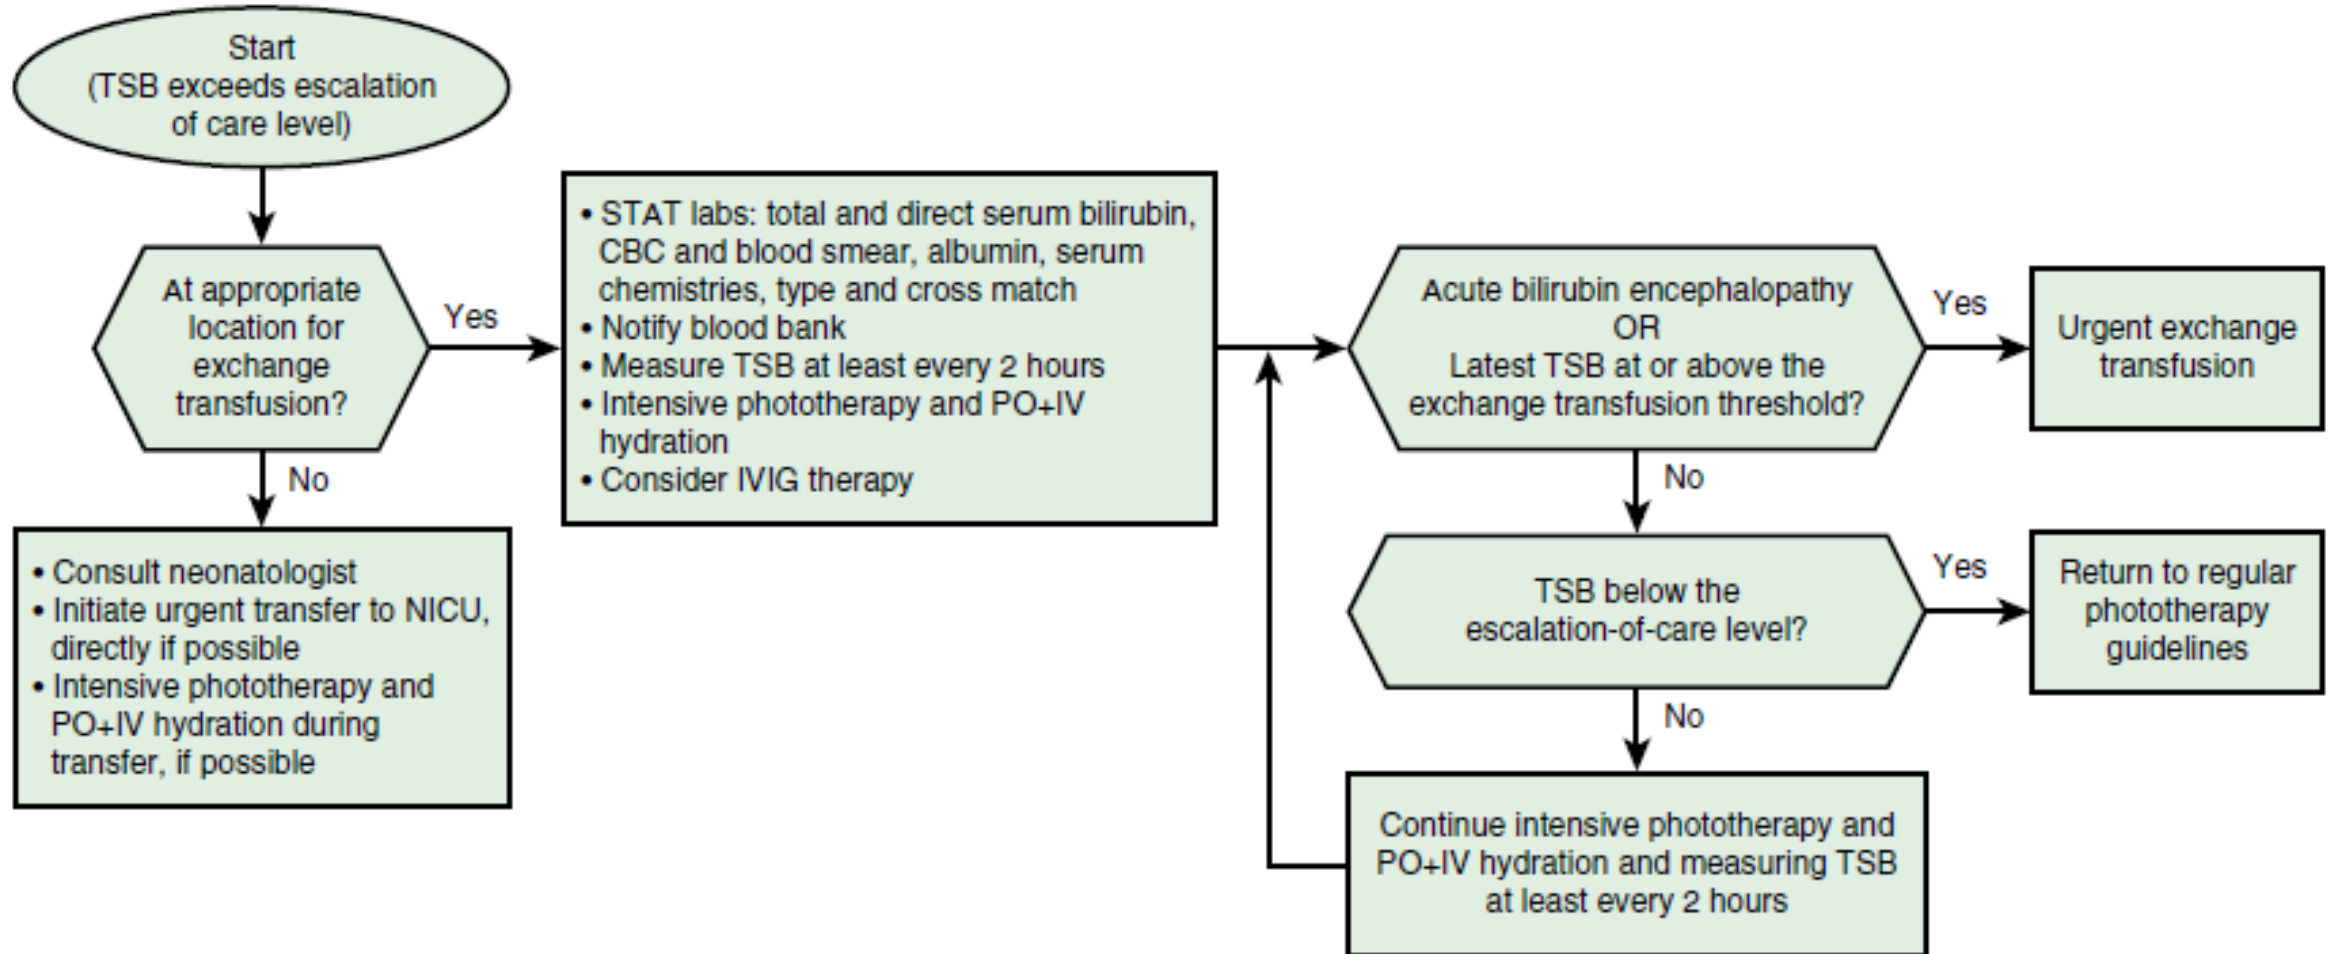 Start
(TSB exceeds escalation
of care level)
At appropriate
location for
exchange
transfusion?
Yes
No
• Consult neonatologist
• Initiate urgent transfer to NICU,
directly if possible
• Intensive phototherapy and
PO+IV hydration during
transfer, if possible
• STAT labs: total and direct serum bilirubin,
CBC and blood smear, albumin, serum
chemistries, type and cross match
• Notify blood bank
• Measure TSB at least every 2 hours
• Intensive phototherapy and PO+IV
hydration
• Consider IVIG therapy
Acute bilirubin encephalopathy
OR
Latest TSB at or above the
exchange transfusion threshold?
Yes
Urgent exchange
transfusion
No
TSB below the
escalation-of-care level?
Yes
Return to regular
phototherapy
guidelines
No
Continue intensive phototherapy and
PO+IV hydration and measuring TSB
at least every 2 hours